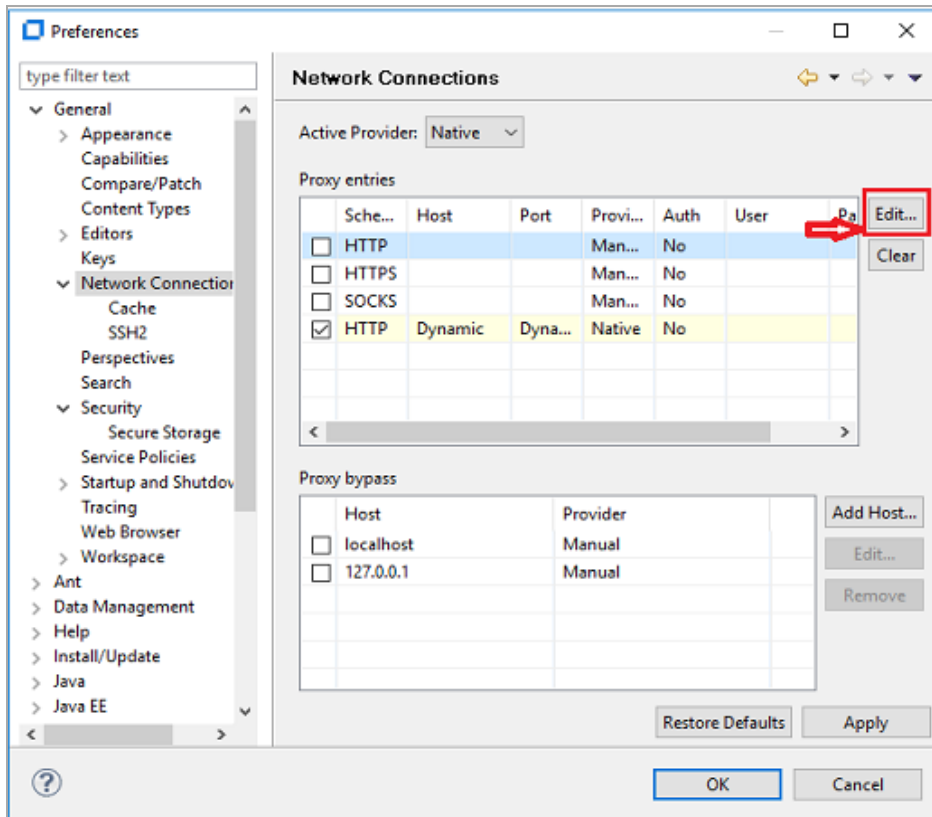 Preferences
type filter text
General
Appearance
Capabilities
Compare/Patch
Content Types
Editors
Keys
Network Connection
Cache
SSH2
Perspectives
Search
Security
Secure Storage
Service Policies
Startup and Shutdow
Tracing
Web Browser
Workspace
Ant
Data Management
Help
Install/Update
Java
Java EE
Network Connections
Active Provider: Native
Proxy entries
Sche... Host Port Provi... Auth User Pa
HTTP Man... No
HTTPS Man... No
SOCKS Man... No
HTTP Dynamic Dyna... Native No
Edit...
Clear
Proxy bypass
Host Provider
localhost Manual
127.0.0.1 Manual
Add Host...
Edit...
Remove
Restore Defaults Apply
OK Cancel